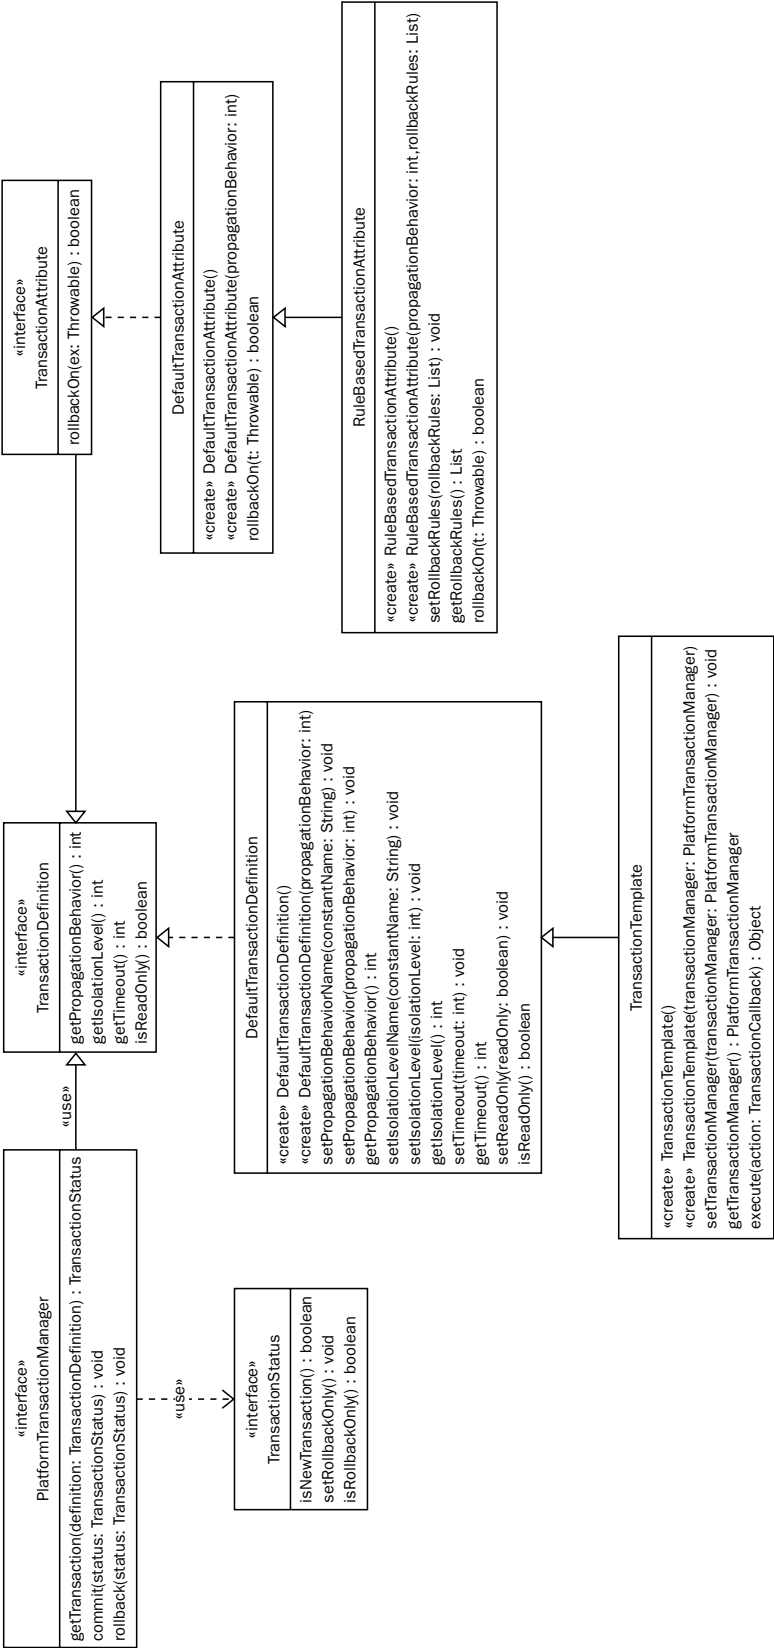 «interface»
PlatformTransactionManager
getTransaction(definition: TransactionDefinition) : TransactionStatus
commit(status: TransactionStatus) : void
rollback(status: TransactionStatus) : void
«use»
«interface»
TransactionDefinition
getPropagationBehavior() : int
getIsolationLevel() : int
getTimeout() : int
isReadOnly() : boolean
«interface»
TransactionAttribute
rollbackOn(ex: Throwable) : boolean
«use»
«interface»
TransactionStatus
isNewTransaction() : boolean
setRollbackOnly() : void
isRollbackOnly() : boolean
DefaultTransactionDefinition
«create» DefaultTransactionDefinition()
«create» DefaultTransactionDefinition(propagationBehavior: int)
setPropagationBehaviorName(constantName: String) : void
setPropagationBehavior(propagationBehavior: int) : void
getPropagationBehavior() : int
setIsolationLevelName(constantName: String) : void
setIsolationLevel(isolationLevel: int) : void
getIsolationLevel() : int
setTimeout(timeout: int) : void
getTimeout() : int
setReadOnly(readOnly: boolean) : void
isReadOnly() : boolean
DefaultTransactionAttribute
«create» DefaultTransactionAttribute()
«create» DefaultTransactionAttribute(propagationBehavior: int)
rollbackOn(t: Throwable) : boolean
RuleBasedTransactionAttribute
«create» RuleBasedTransactionAttribute()
«create» RuleBasedTransactionAttribute(propagationBehavior: int,rollbackRules: List)
setRollbackRules(rollbackRules: List) : void
getRollbackRules() : List
rollbackOn(t: Throwable) : boolean
TransactionTemplate
«create» TransactionTemplate()
«create» TransactionTemplate(transactionManager: PlatformTransactionManager)
setTransactionManager(transactionManager: PlatformTransactionManager) : void
getTransactionManager() : PlatformTransactionManager
execute(action: TransactionCallback) : Object